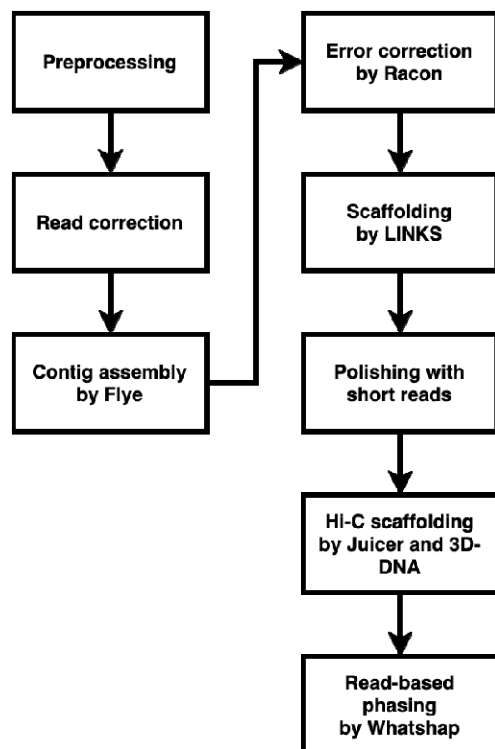 Preprocessing
Read correction
Contig assembly
by Flye
Error correction
by Racon
Scaffolding
by LINKS
Polishing with
short reads
Hi-C scaffolding
by Juicer and 3D-
DNA
Read-based
phasing
by Whatshap